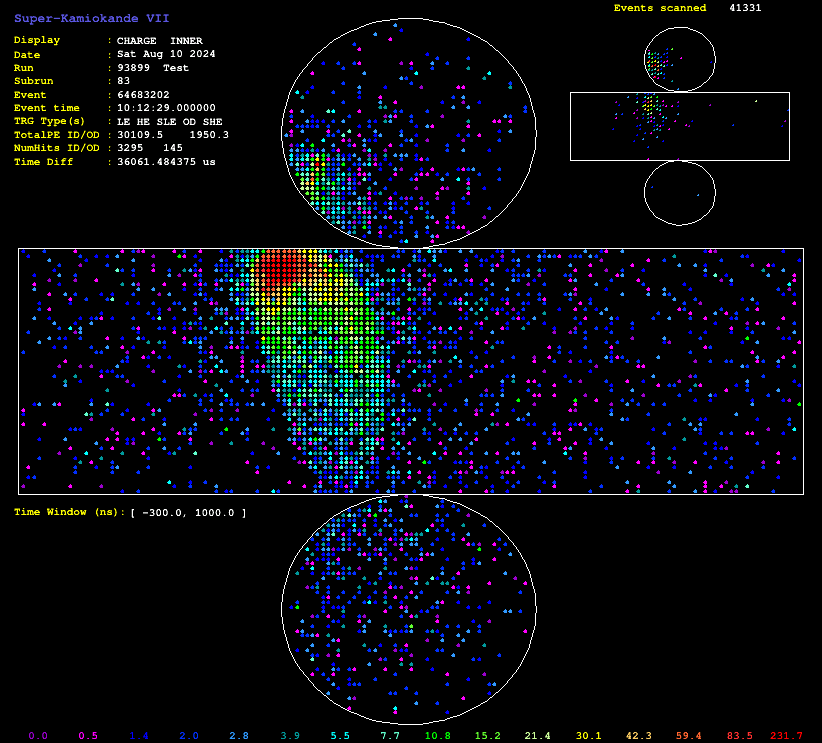 Super-Kamiokande VII
Events scanned 41331
Display : CHARGE INNER
Date : Sat Aug 10 2024
Run : 93899 Test
Subrun : 83
Event : 64683202
Event time : 10:12:29.000000
TRG Type(s) : LE HE SLE OD SHE
TotalPE ID/OD : 30109.5 1950.3
NumHits ID/OD : 3295 145
Time Diff : 36061.484375 us
Time Window (ns): [ -300.0, 1000.0 ]
0.0 0.5 1.4 2.0 2.8 3.9 5.5 7.7 10.8 15.2 21.4 30.1 42.3 59.4 83.5 231.7